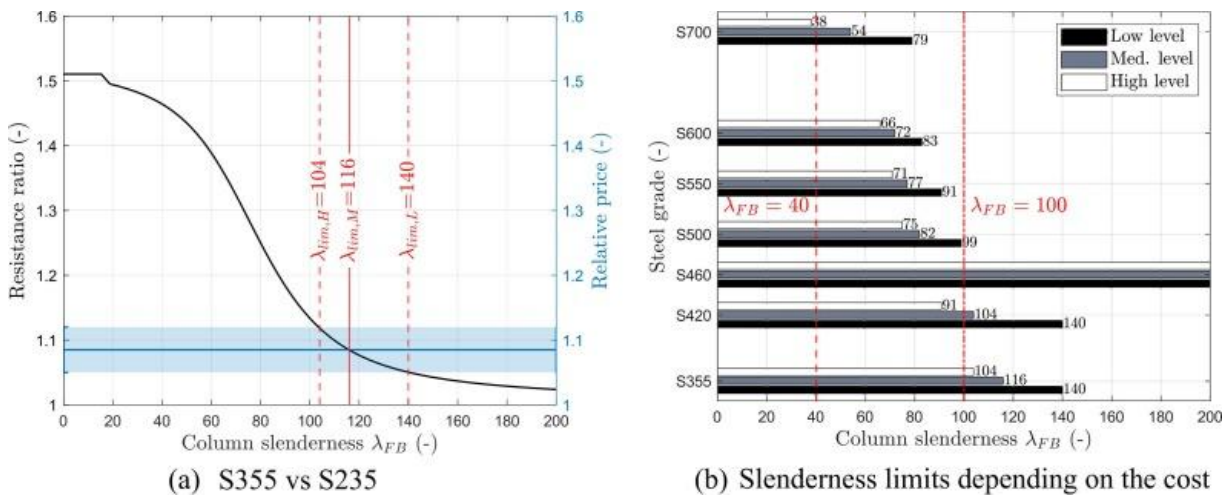 Resistance ratio (-)
1.6
1.5
1.4
1.3
1.2
1.1
1
λlim,H=104
λlim,M=116
λlim,L=140
1.6
1.5
1.4
1.3
1.2
1.1
1
Relative price (-)
0 20 40 60 80 100 120 140 160 180 200
Column slenderness λFB (-)
(a) S355 vs S235
Steel grade (-)
S700
S600
S550
S500
S460
S420
S355
38
54
79
66
72
83
71
77
91
λFB = 40
λFB = 100
75
82
99
91
104
140
104
116
140
Low level
Med. level
High level
0 20 40 60 80 100 120 140 160 180 200
Column slenderness λFB (-)
(b) Slenderness limits depending on the cost